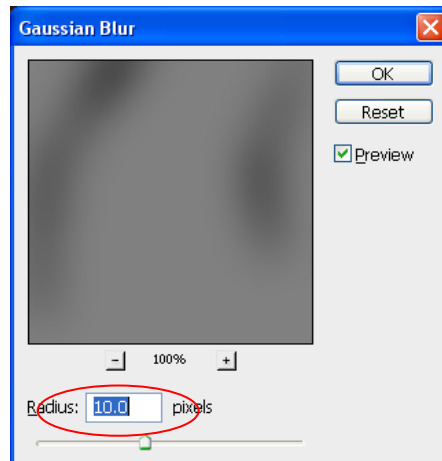 Gaussian Blur
OK
Reset
Preview
100%
Radius: 10.0 pixels